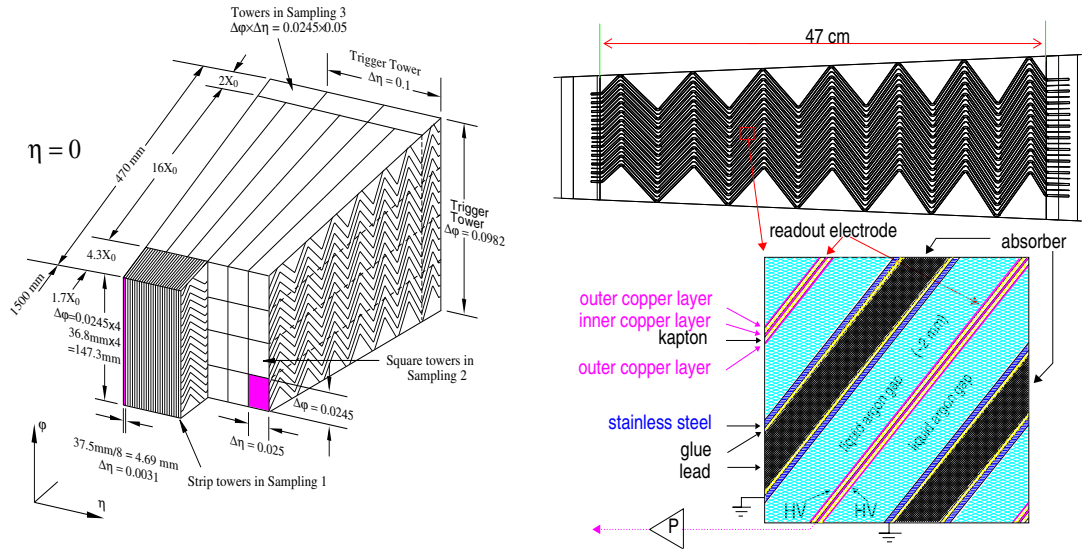 Towers in Sampling 3
Δφ×Δη = 0.0245×0.05
Trigger Tower
Δη = 0.1
2X0
η = 0
470 mm
16X0
Trigger
Tower
Δφ = 0.0982
4.3X0
1500 mm
1.7X0
Δφ=0.0245x4
36.8mmx4
=147.3mm
Square towers in
Sampling 2
Δφ = 0.0245
Δη = 0.025
37.5mm/8 = 4.69 mm
Δη = 0.0031
Strip towers in Sampling 1
φ
η
47 cm
readout electrode
absorber
outer copper layer
inner copper layer
kapton
outer copper layer
stainless steel
glue
lead
liquid argon gap
liquid argon gap
(~2 mm)
HV
HV
P